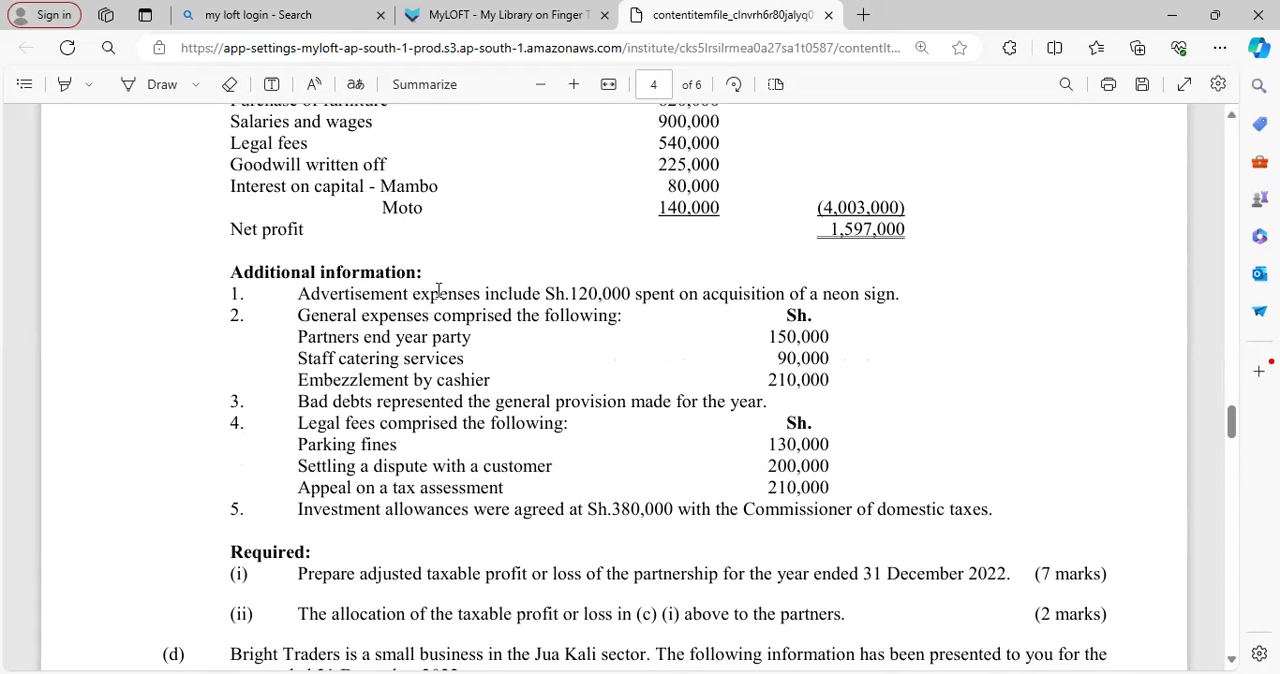 Sign in
my loft login - Search
MyLOFT - My Library on Finger T
contentitemfile_clnvrh6r80jalyq0
https://app-settings-myloft-ap-south-1-prod.s3.ap-south-1.amazonaws.com/institute/cks5lrsilrmea0a27sa1t0587/contentIt...
Draw
Summarize
4 of 6
Purchase of furniture 620,000
Salaries and wages 900,000
Legal fees 540,000
Goodwill written off 225,000
Interest on capital - Mambo 80,000
Moto 140,000 (4,003,000)
Net profit 1,597,000
Additional information:
1. Advertisement expenses include Sh.120,000 spent on acquisition of a neon sign.
2. General expenses comprised the following: Sh.
Partners end year party 150,000
Staff catering services 90,000
Embezzlement by cashier 210,000
3. Bad debts represented the general provision made for the year.
4. Legal fees comprised the following: Sh.
Parking fines 130,000
Settling a dispute with a customer 200,000
Appeal on a tax assessment 210,000
5. Investment allowances were agreed at Sh.380,000 with the Commissioner of domestic taxes.
Required:
(i) Prepare adjusted taxable profit or loss of the partnership for the year ended 31 December 2022. (7 marks)
(ii) The allocation of the taxable profit or loss in (c) (i) above to the partners. (2 marks)
(d) Bright Traders is a small business in the Jua Kali sector. The following information has been presented to you for the